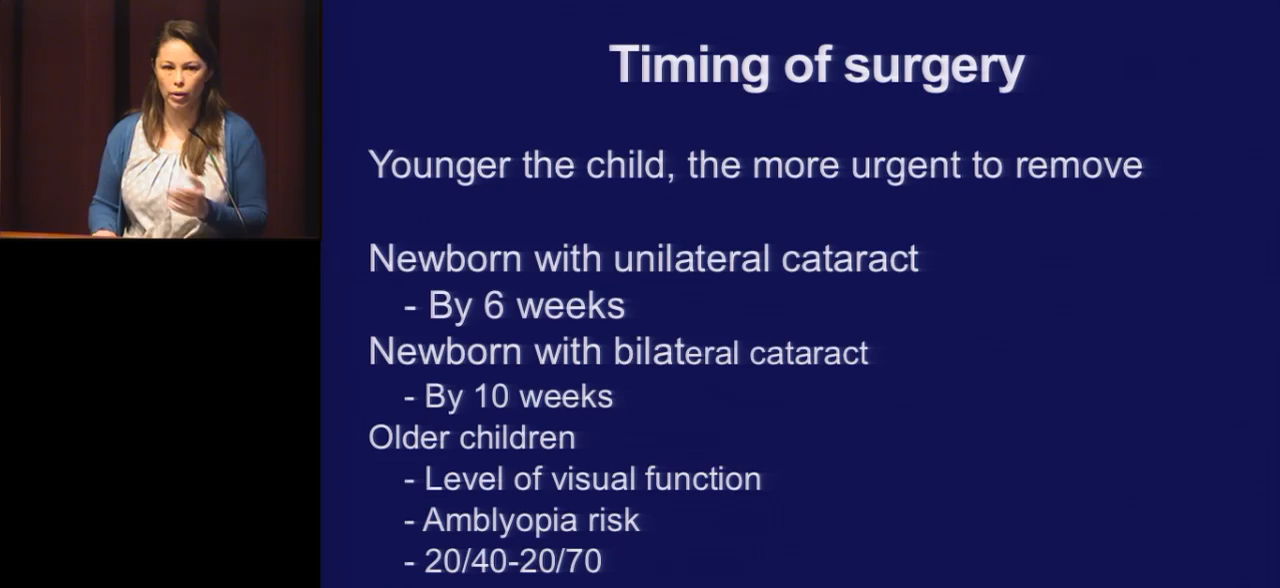 Timing of surgery
Younger the child, the more urgent to remove
Newborn with unilateral cataract
- By 6 weeks
Newborn with bilateral cataract
- By 10 weeks
Older children
- Level of visual function
- Amblyopia risk
- 20/40-20/70